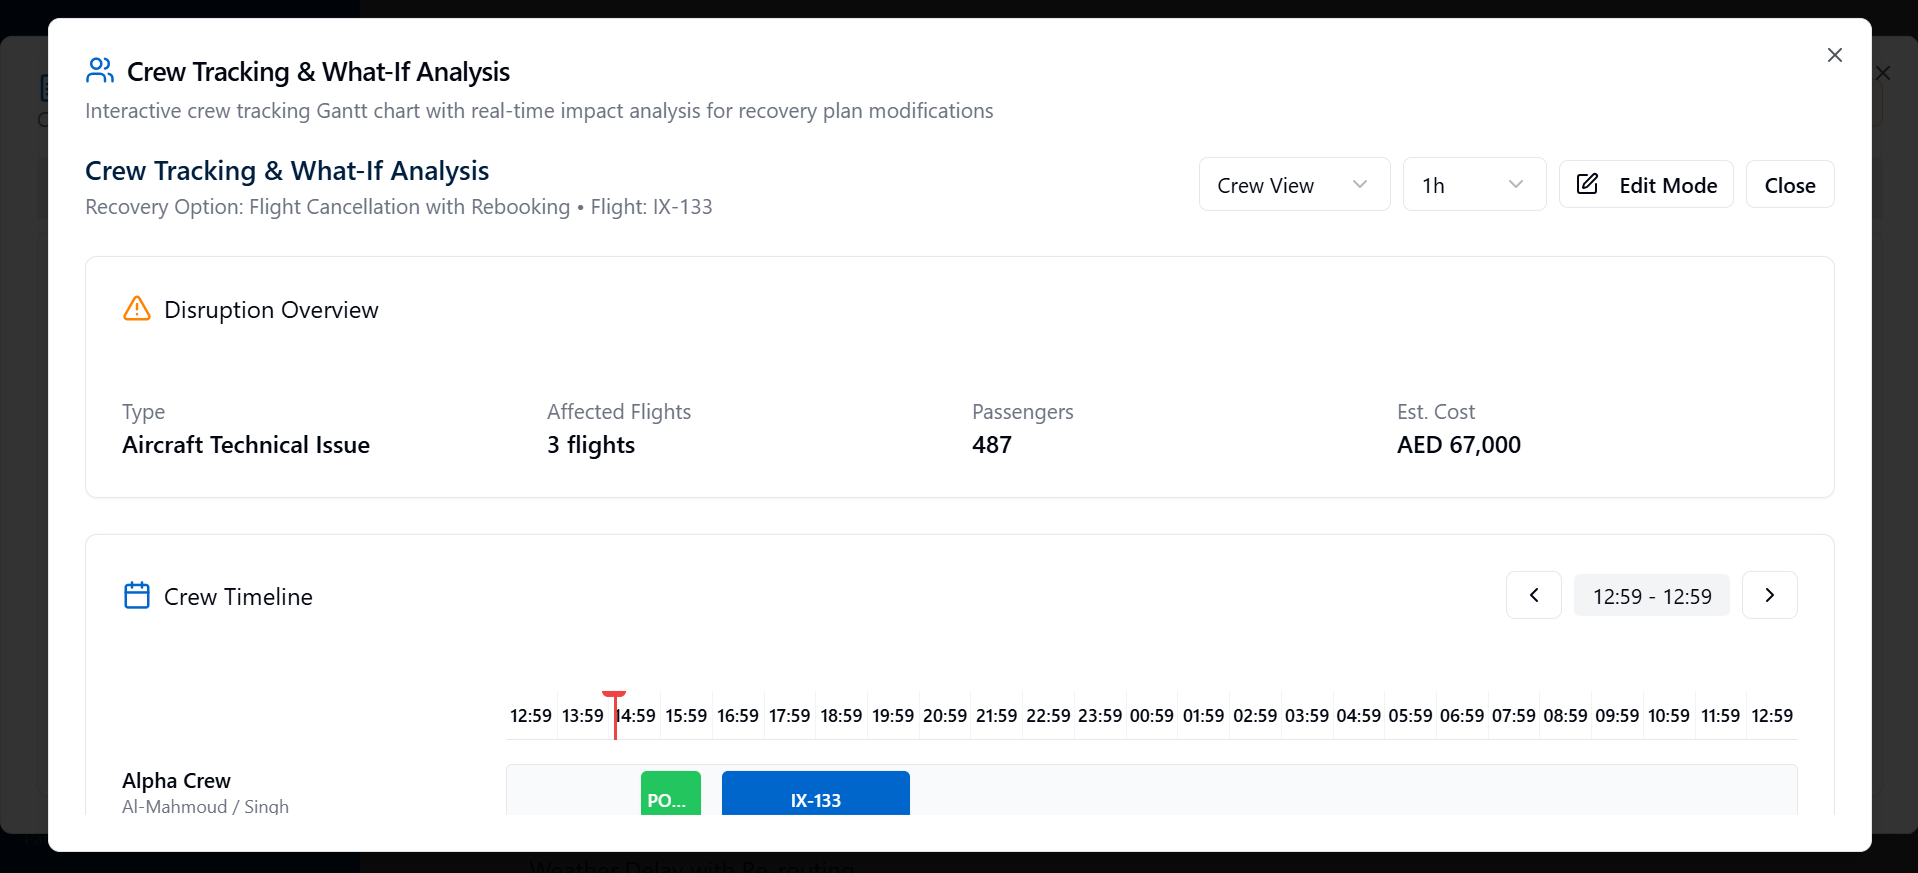 Crew Tracking & What-If Analysis
Interactive crew tracking Gantt chart with real-time impact analysis for recovery plan modifications
Crew Tracking & What-If Analysis
Recovery Option: Flight Cancellation with Rebooking • Flight: IX-133
Crew View
1h
Edit Mode
Close
Disruption Overview
Type
Aircraft Technical Issue
Affected Flights
3 flights
Passengers
487
Est. Cost
AED 67,000
Crew Timeline
12:59 - 12:59
12:59 13:59 14:59 15:59 16:59 17:59 18:59 19:59 20:59 21:59 22:59 23:59 00:59 01:59 02:59 03:59 04:59 05:59 06:59 07:59 08:59 09:59 10:59 11:59 12:59
Alpha Crew
Al-Mahmoud / Singh
PO...
IX-133
Weather Delay with Re-routing